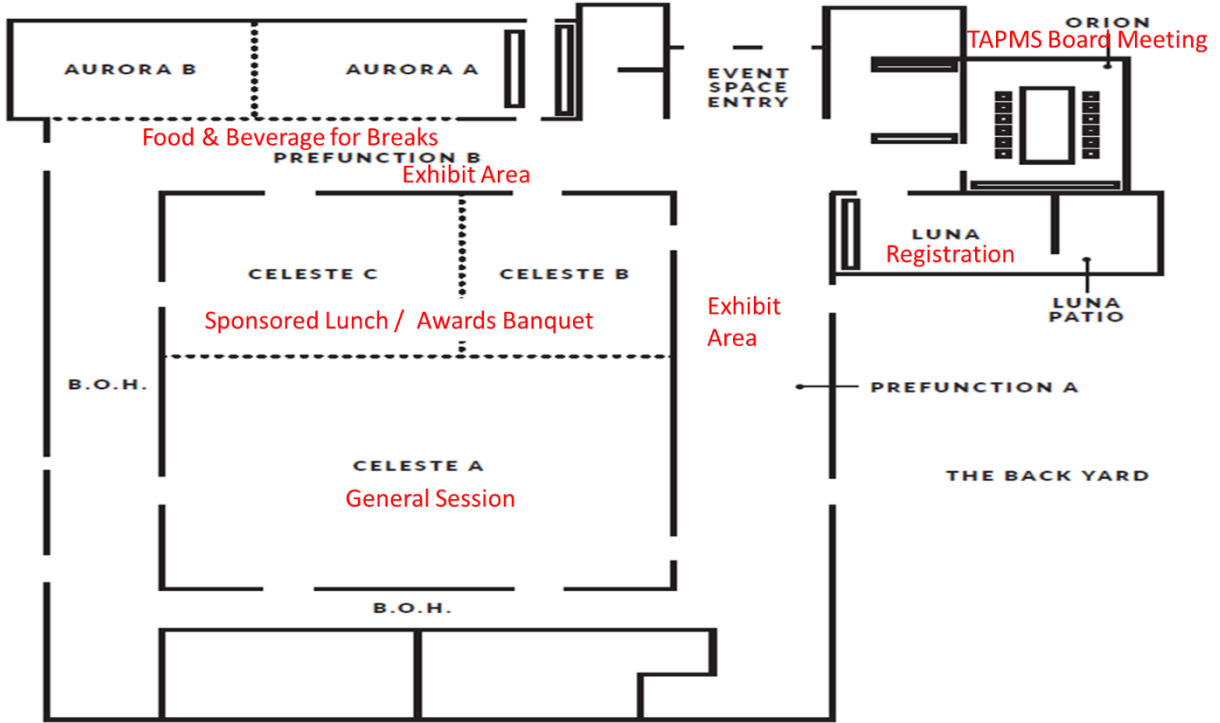 ORION
TAPMS Board Meeting
AURORA B
AURORA A
EVENT
SPACE
ENTRY
Food & Beverage for Breaks
PREFUNCTION B
Exhibit Area
LUNA
Registration
CELESTE C
CELESTE B
LUNA
PATIO
Sponsored Lunch / Awards Banquet
Exhibit
Area
B.O.H.
PREFUNCTION A
CELESTE A
General Session
THE BACK YARD
B.O.H.